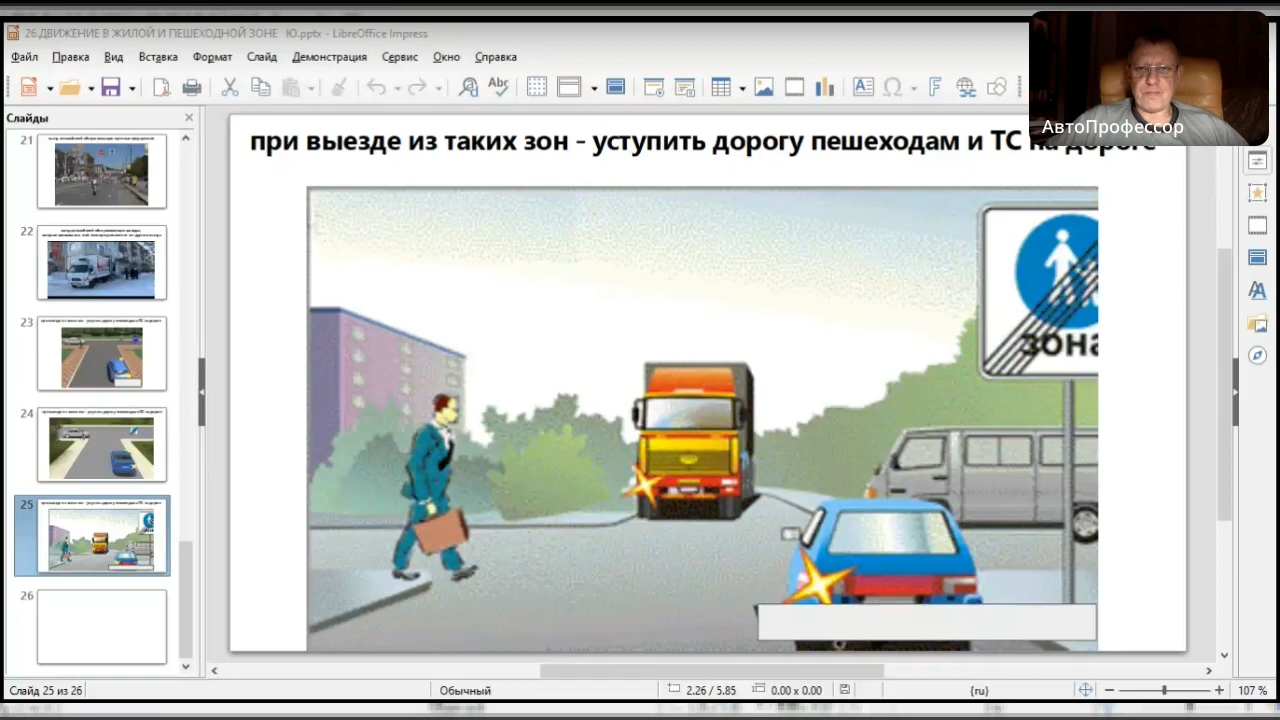 26.ДВИЖЕНИЕ В ЖИЛОЙ И ПЕШЕХОДНОЙ ЗОНЕ Ю.pptx - LibreOffice Impress
Файл Правка Вид Вставка Формат Слайд Демонстрация Сервис Окно Справка
АвтоПрофессор
Слайды
при выезде из таких зон - уступить дорогу пешеходам и ТС на дороге
зона
21
22
23
24
25
26
Слайд 25 из 26
Обычный
2.26 / 5.85
0.00 x 0.00
{ru}
107 %